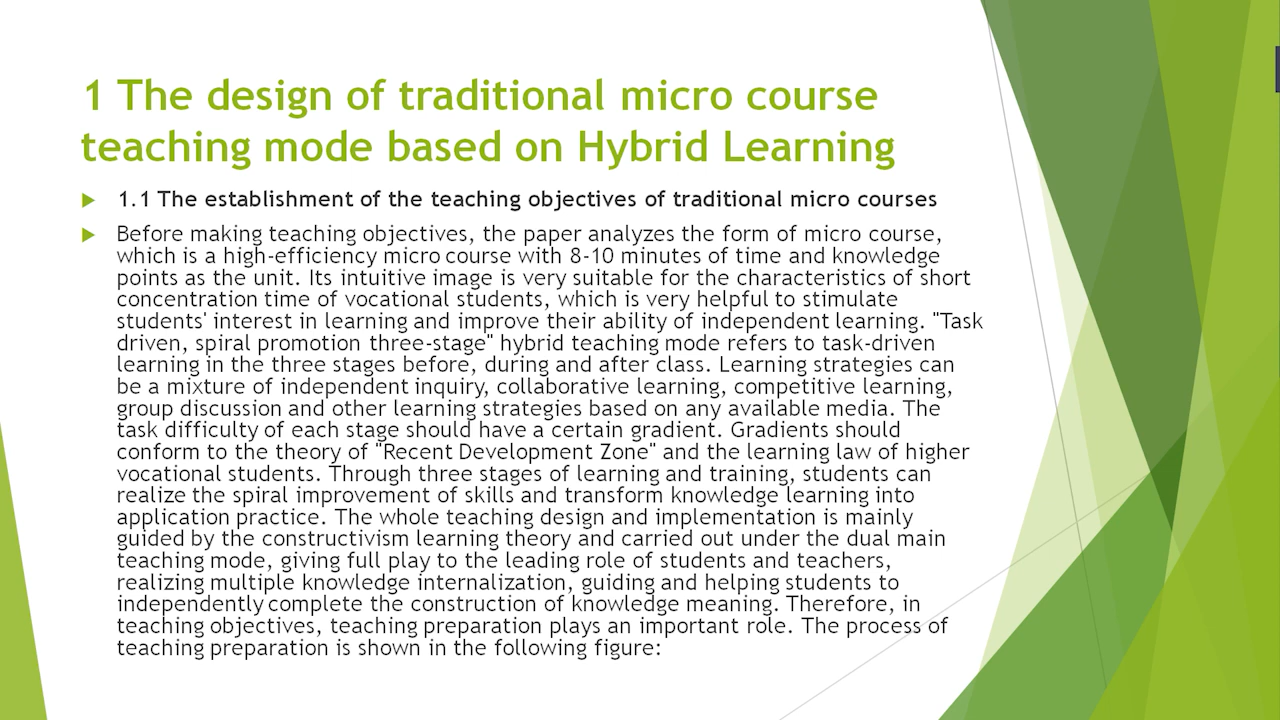 1 The design of traditional micro course
teaching mode based on Hybrid Learning
1.1 The establishment of the teaching objectives of traditional micro courses
Before making teaching objectives, the paper analyzes the form of micro course,
which is a high-efficiency micro course with 8-10 minutes of time and knowledge
points as the unit. Its intuitive image is very suitable for the characteristics of short
concentration time of vocational students, which is very helpful to stimulate
students' interest in learning and improve their ability of independent learning. "Task
driven, spiral promotion three-stage" hybrid teaching mode refers to task-driven
learning in the three stages before, during and after class. Learning strategies can
be a mixture of independent inquiry, collaborative learning, competitive learning,
group discussion and other learning strategies based on any available media. The
task difficulty of each stage should have a certain gradient. Gradients should
conform to the theory of "Recent Development Zone" and the learning law of higher
vocational students. Through three stages of learning and training, students can
realize the spiral improvement of skills and transform knowledge learning into
application practice. The whole teaching design and implementation is mainly
guided by the constructivism learning theory and carried out under the dual main
teaching mode, giving full play to the leading role of students and teachers,
realizing multiple knowledge internalization, guiding and helping students to
independently complete the construction of knowledge meaning. Therefore, in
teaching objectives, teaching preparation plays an important role. The process of
teaching preparation is shown in the following figure: